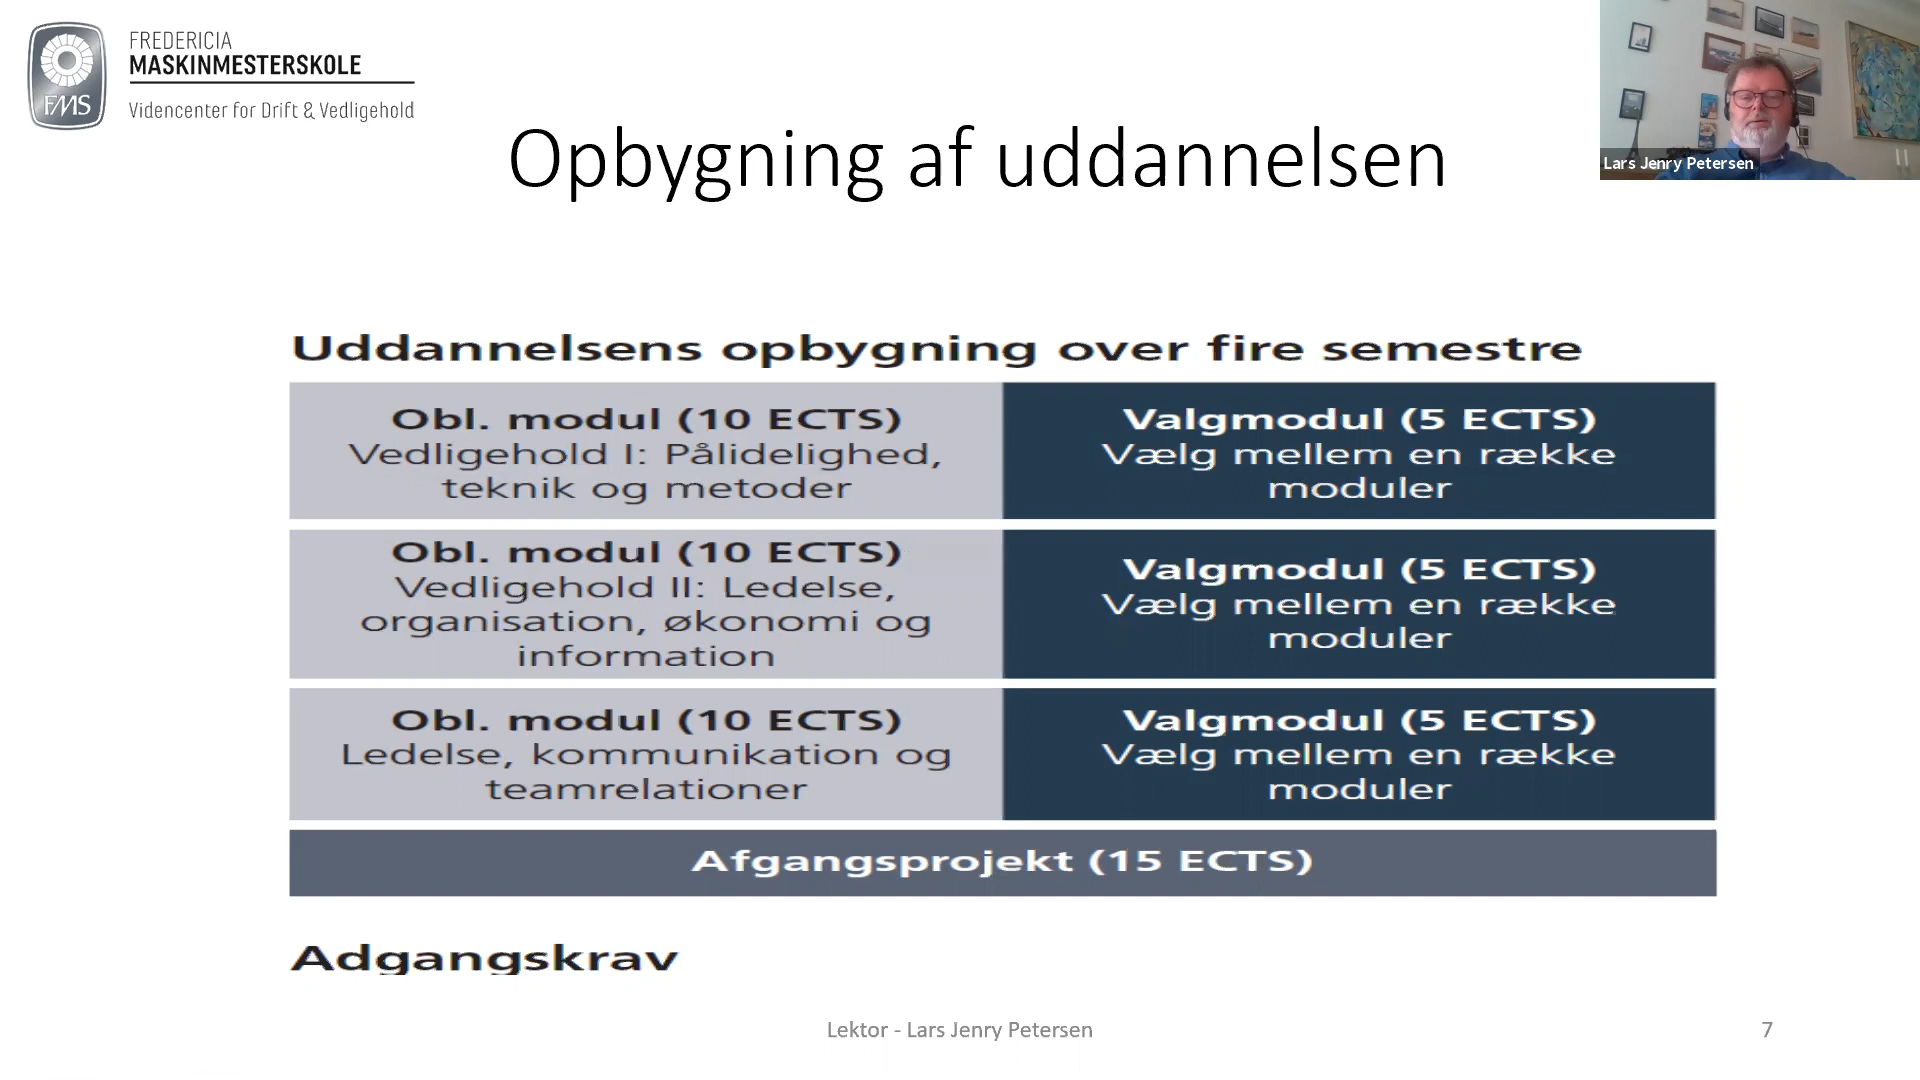 FREDERICIA
MASKINMESTERSKOLE
Videncenter for Drift & Vedligehold
FMS
Lars Jenry Petersen
Opbygning af uddannelsen
Uddannelsens opbygning over fire semestre
Obl. modul (10 ECTS)
Vedligehold I: Pålidelighed,
teknik og metoder
Valgmodul (5 ECTS)
Vælg mellem en række
moduler
Obl. modul (10 ECTS)
Vedligehold II: Ledelse,
organisation, økonomi og
information
Valgmodul (5 ECTS)
Vælg mellem en række
moduler
Obl. modul (10 ECTS)
Ledelse, kommunikation og
teamrelationer
Valgmodul (5 ECTS)
Vælg mellem en række
moduler
Afgangsprojekt (15 ECTS)
Adgangskrav
Lektor - Lars Jenry Petersen
7